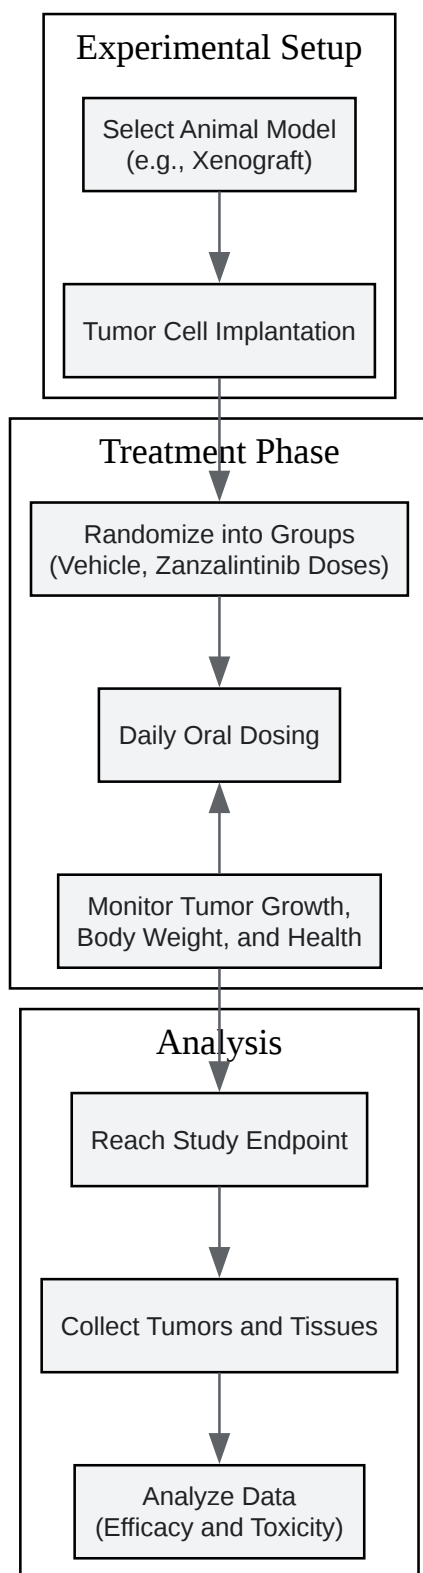 Experimental Setup
Select Animal Model
(e.g., Xenograft)
Tumor Cell Implantation
Treatment Phase
Randomize into Groups
(Vehicle, Zanzalintinib Doses)
Daily Oral Dosing
Monitor Tumor Growth,
Body Weight, and Health
Analysis
Reach Study Endpoint
Collect Tumors and Tissues
Analyze Data
(Efficacy and Toxicity)